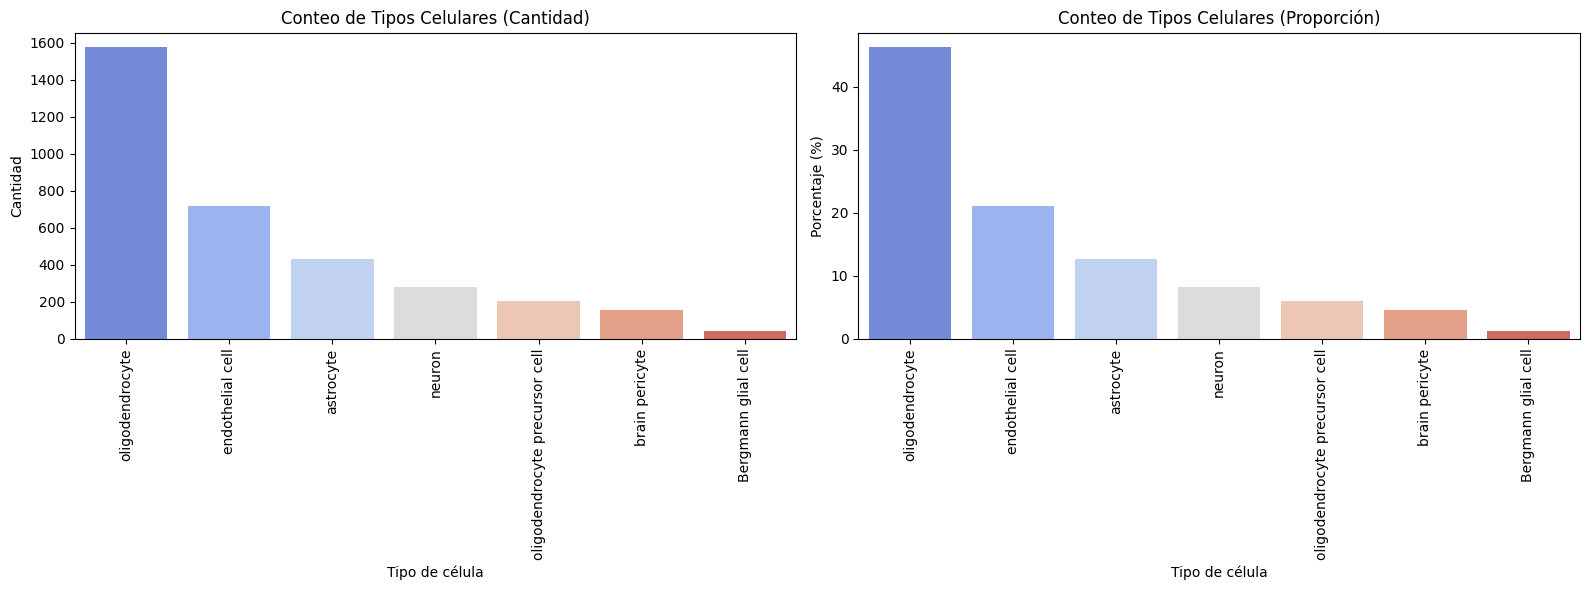 Conteo de Tipos Celulares (Cantidad)
Cantidad
1600
1400
1200
1000
800
600
400
200
0
oligodendrocyte
endothelial cell
astrocyte
neuron
oligodendrocyte precursor cell
brain pericyte
Bergmann glial cell
Tipo de célula
Conteo de Tipos Celulares (Proporción)
Porcentaje (%)
40
30
20
10
0
oligodendrocyte
endothelial cell
astrocyte
neuron
oligodendrocyte precursor cell
brain pericyte
Bergmann glial cell
Tipo de célula